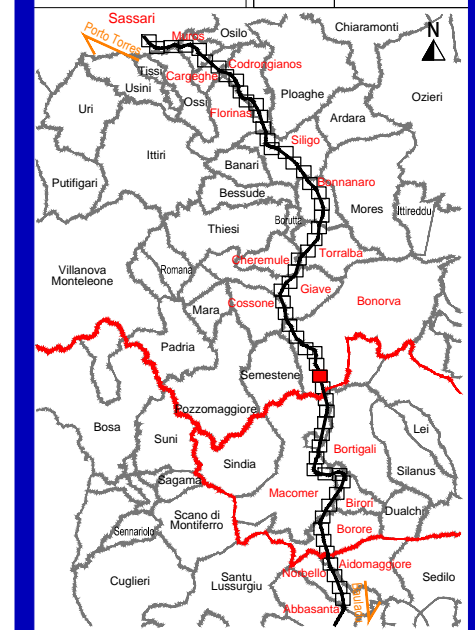 Sassari
Chiaramonti
Porto Torres
Osilo
Muros
N
Codrongianos
Tissi
Cargeghe
Usini
Ploaghe
Ozieri
Ossi
Uri
Florinas
Ardara
Siligo
Ittiri
Banari
Putifigari
Bonnanaro
Bessude
Mores
Ittireddu
Borutta
Thiesi
Torralba
Cheremule
Romana
Villanova
Monteleone
Giave
Bonorva
Cossone
Mara
Padria
Semestene
Pozzomaggiore
Bosa
Lei
Suni
Bortigali
Sindia
Silanus
Sagama
Macomer
Birori
Scano di
Montiferro
Dualchi
Sennariolo
Borore
Aidomaggiore
Norbello
Cuglieri
Santu
Lussurgiu
Sedilo
Abbasanta